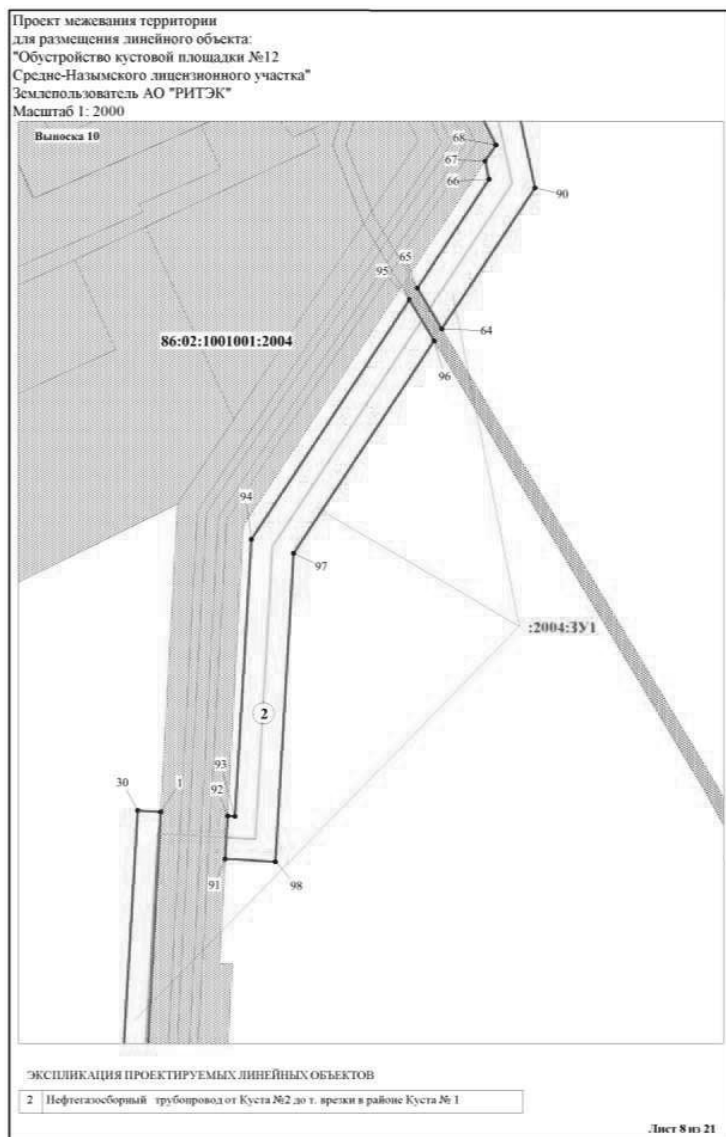 Проект межевания территории
для размещения линейного объекта:
"Обустройство кустовой площадки №12
Средне-Назымского лицензионного участка"
Землепользователь АО "РИТЭК"
Масштаб 1: 2000
Выноска 10
68
67
66
90
65
95
64
86:02:1001001:2004
96
94
97
:2004:ЗУ1
2
93
30
1
92
91
98
ЭКСПЛИКАЦИЯ ПРОЕКТИРУЕМЫХ ЛИНЕЙНЫХ ОБЪЕКТОВ
2 Нефтегазосборный трубопровод от Куста №2 до т. врезки в районе Куста № 1
Лист 8 из 21